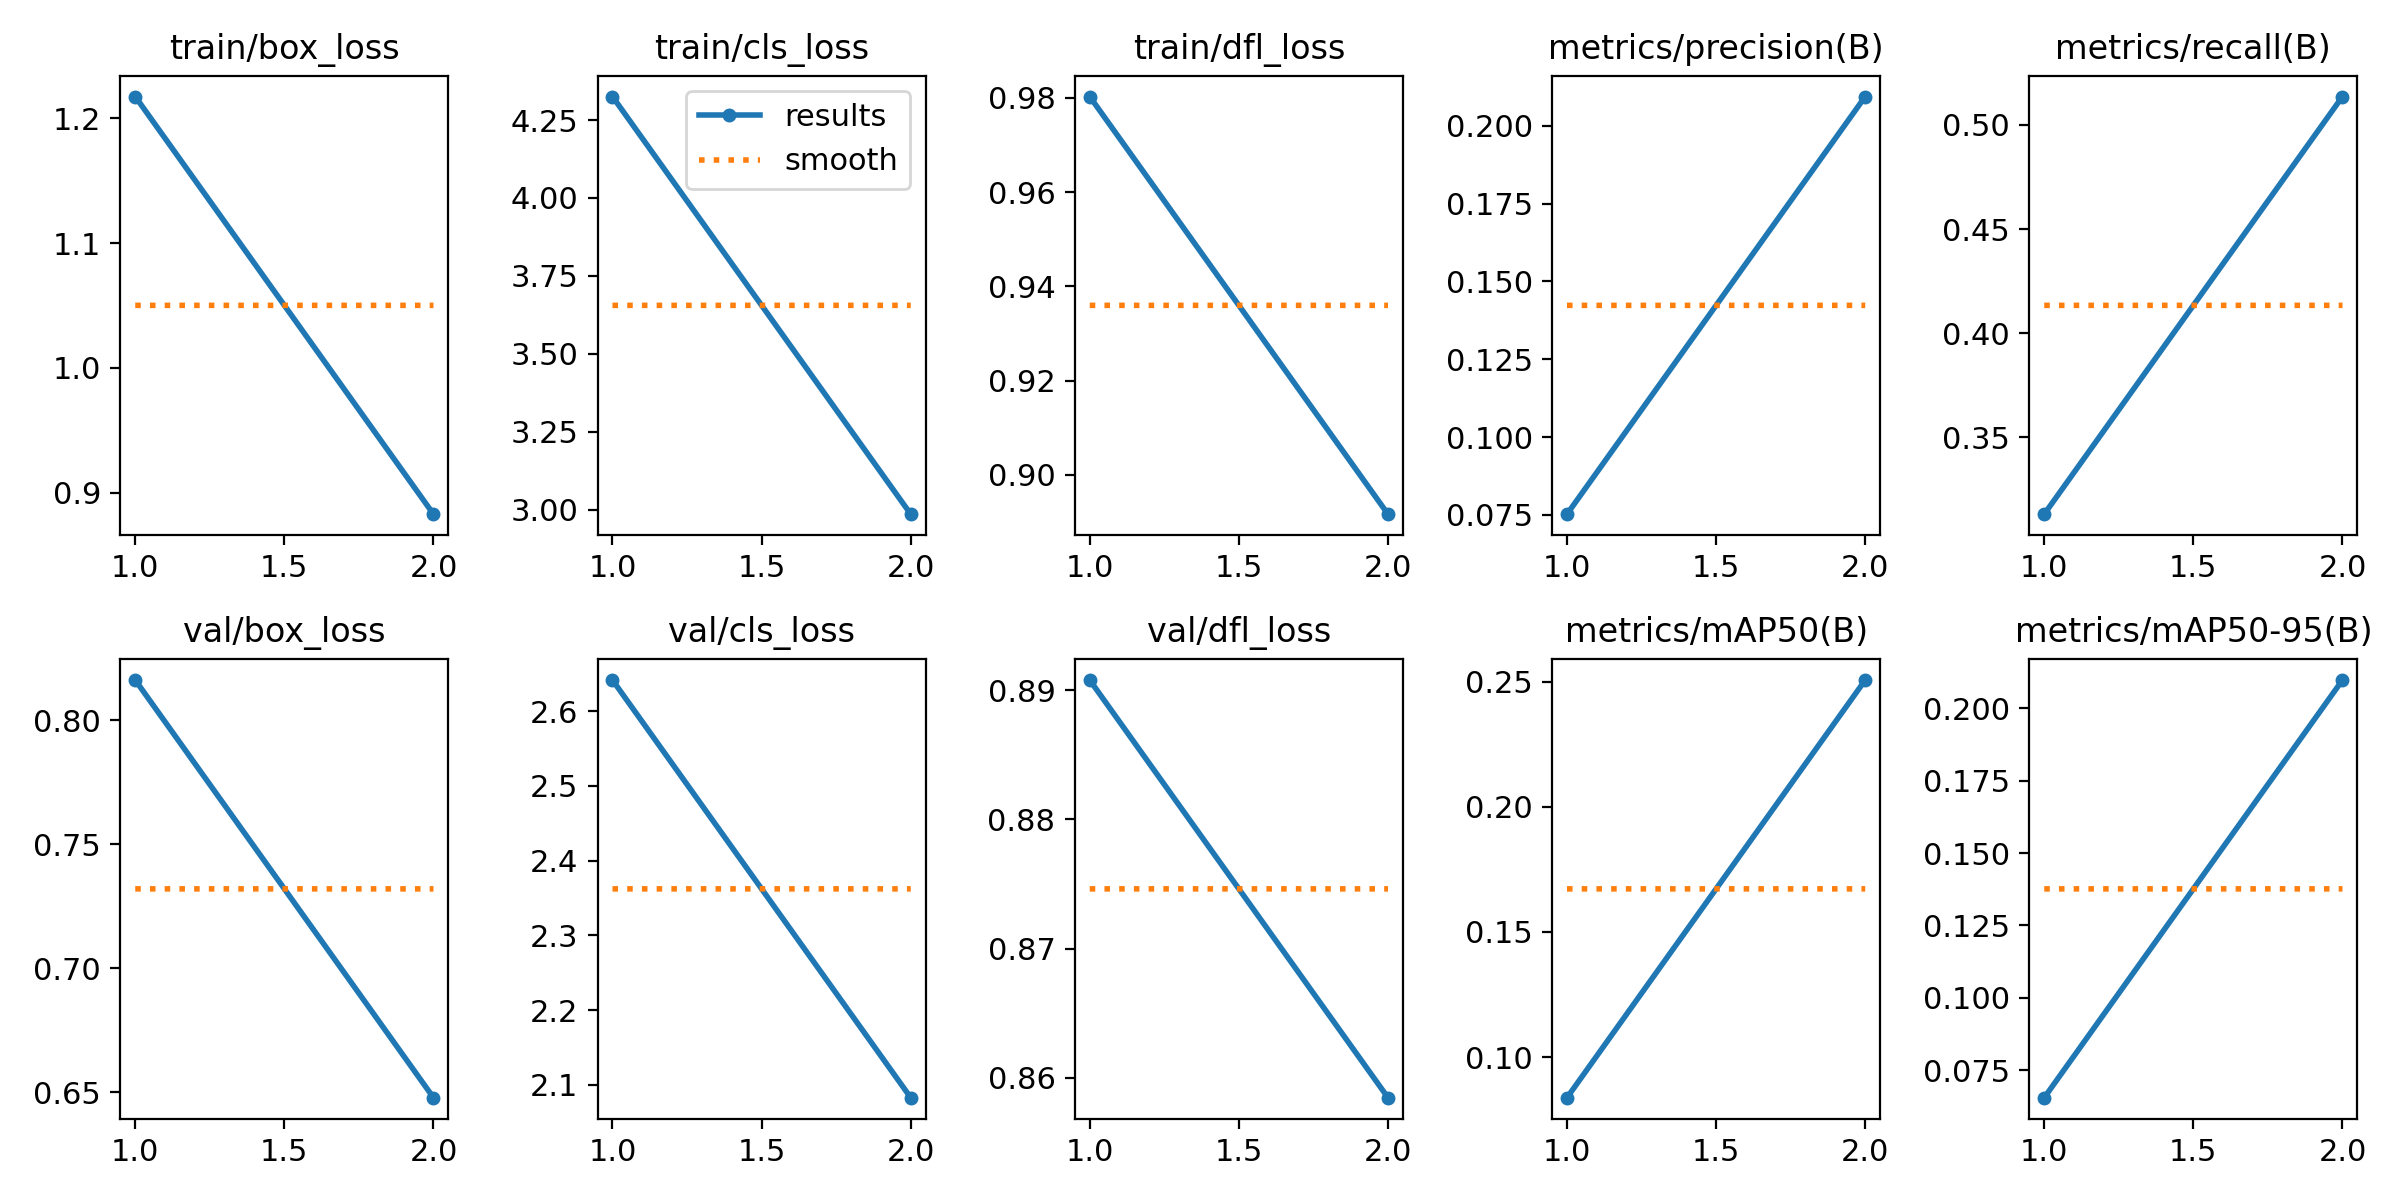 train/box_loss
1.2
1.1
1.0
0.9
1.0 1.5 2.0
train/cls_loss
results
smooth
4.25
4.00
3.75
3.50
3.25
3.00
1.0 1.5 2.0
train/dfl_loss
0.98
0.96
0.94
0.92
0.90
1.0 1.5 2.0
metrics/precision(B)
0.200
0.175
0.150
0.125
0.100
0.075
1.0 1.5 2.0
metrics/recall(B)
0.50
0.45
0.40
0.35
1.0 1.5 2.0
val/box_loss
0.80
0.75
0.70
0.65
1.0 1.5 2.0
val/cls_loss
2.6
2.5
2.4
2.3
2.2
2.1
1.0 1.5 2.0
val/dfl_loss
0.89
0.88
0.87
0.86
1.0 1.5 2.0
metrics/mAP50(B)
0.25
0.20
0.15
0.10
1.0 1.5 2.0
metrics/mAP50-95(B)
0.200
0.175
0.150
0.125
0.100
0.075
1.0 1.5 2.0